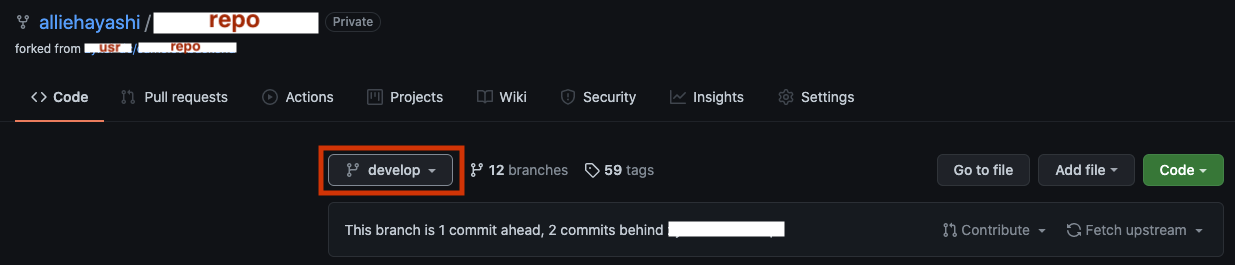 alliehayashi/repo Private
forked from usr/repo
Code Pull requests Actions Projects Wiki Security Insights Settings
develop 12 branches 59 tags Go to file Add file Code
This branch is 1 commit ahead, 2 commits behind Contribute Fetch upstream